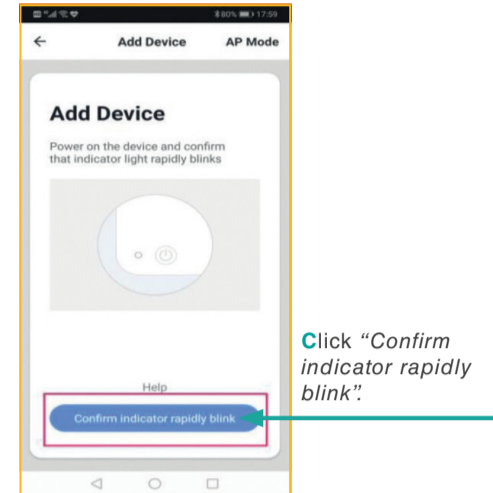 80% 17:59
Add Device AP Mode
Add Device
Power on the device and confirm
that indicator light rapidly blinks
Help
Confirm indicator rapidly blink
Click “Confirm
indicator rapidly
blink”.